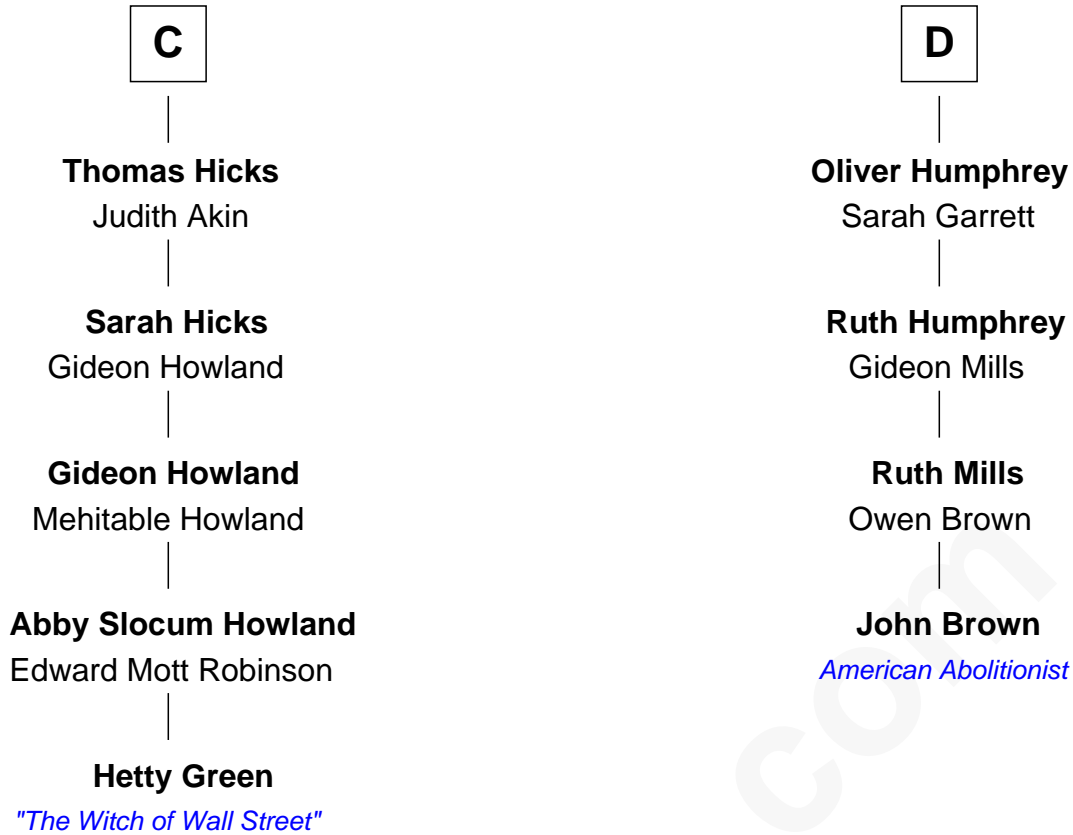 C
Thomas Hicks
Judith Akin
Sarah Hicks
Gideon Howland
Gideon Howland
Mehitable Howland
Abby Slocum Howland
Edward Mott Robinson
Hetty Green
"The Witch of Wall Street"
D
Oliver Humphrey
Sarah Garrett
Ruth Humphrey
Gideon Mills
Ruth Mills
Owen Brown
John Brown
American Abolitionist
com